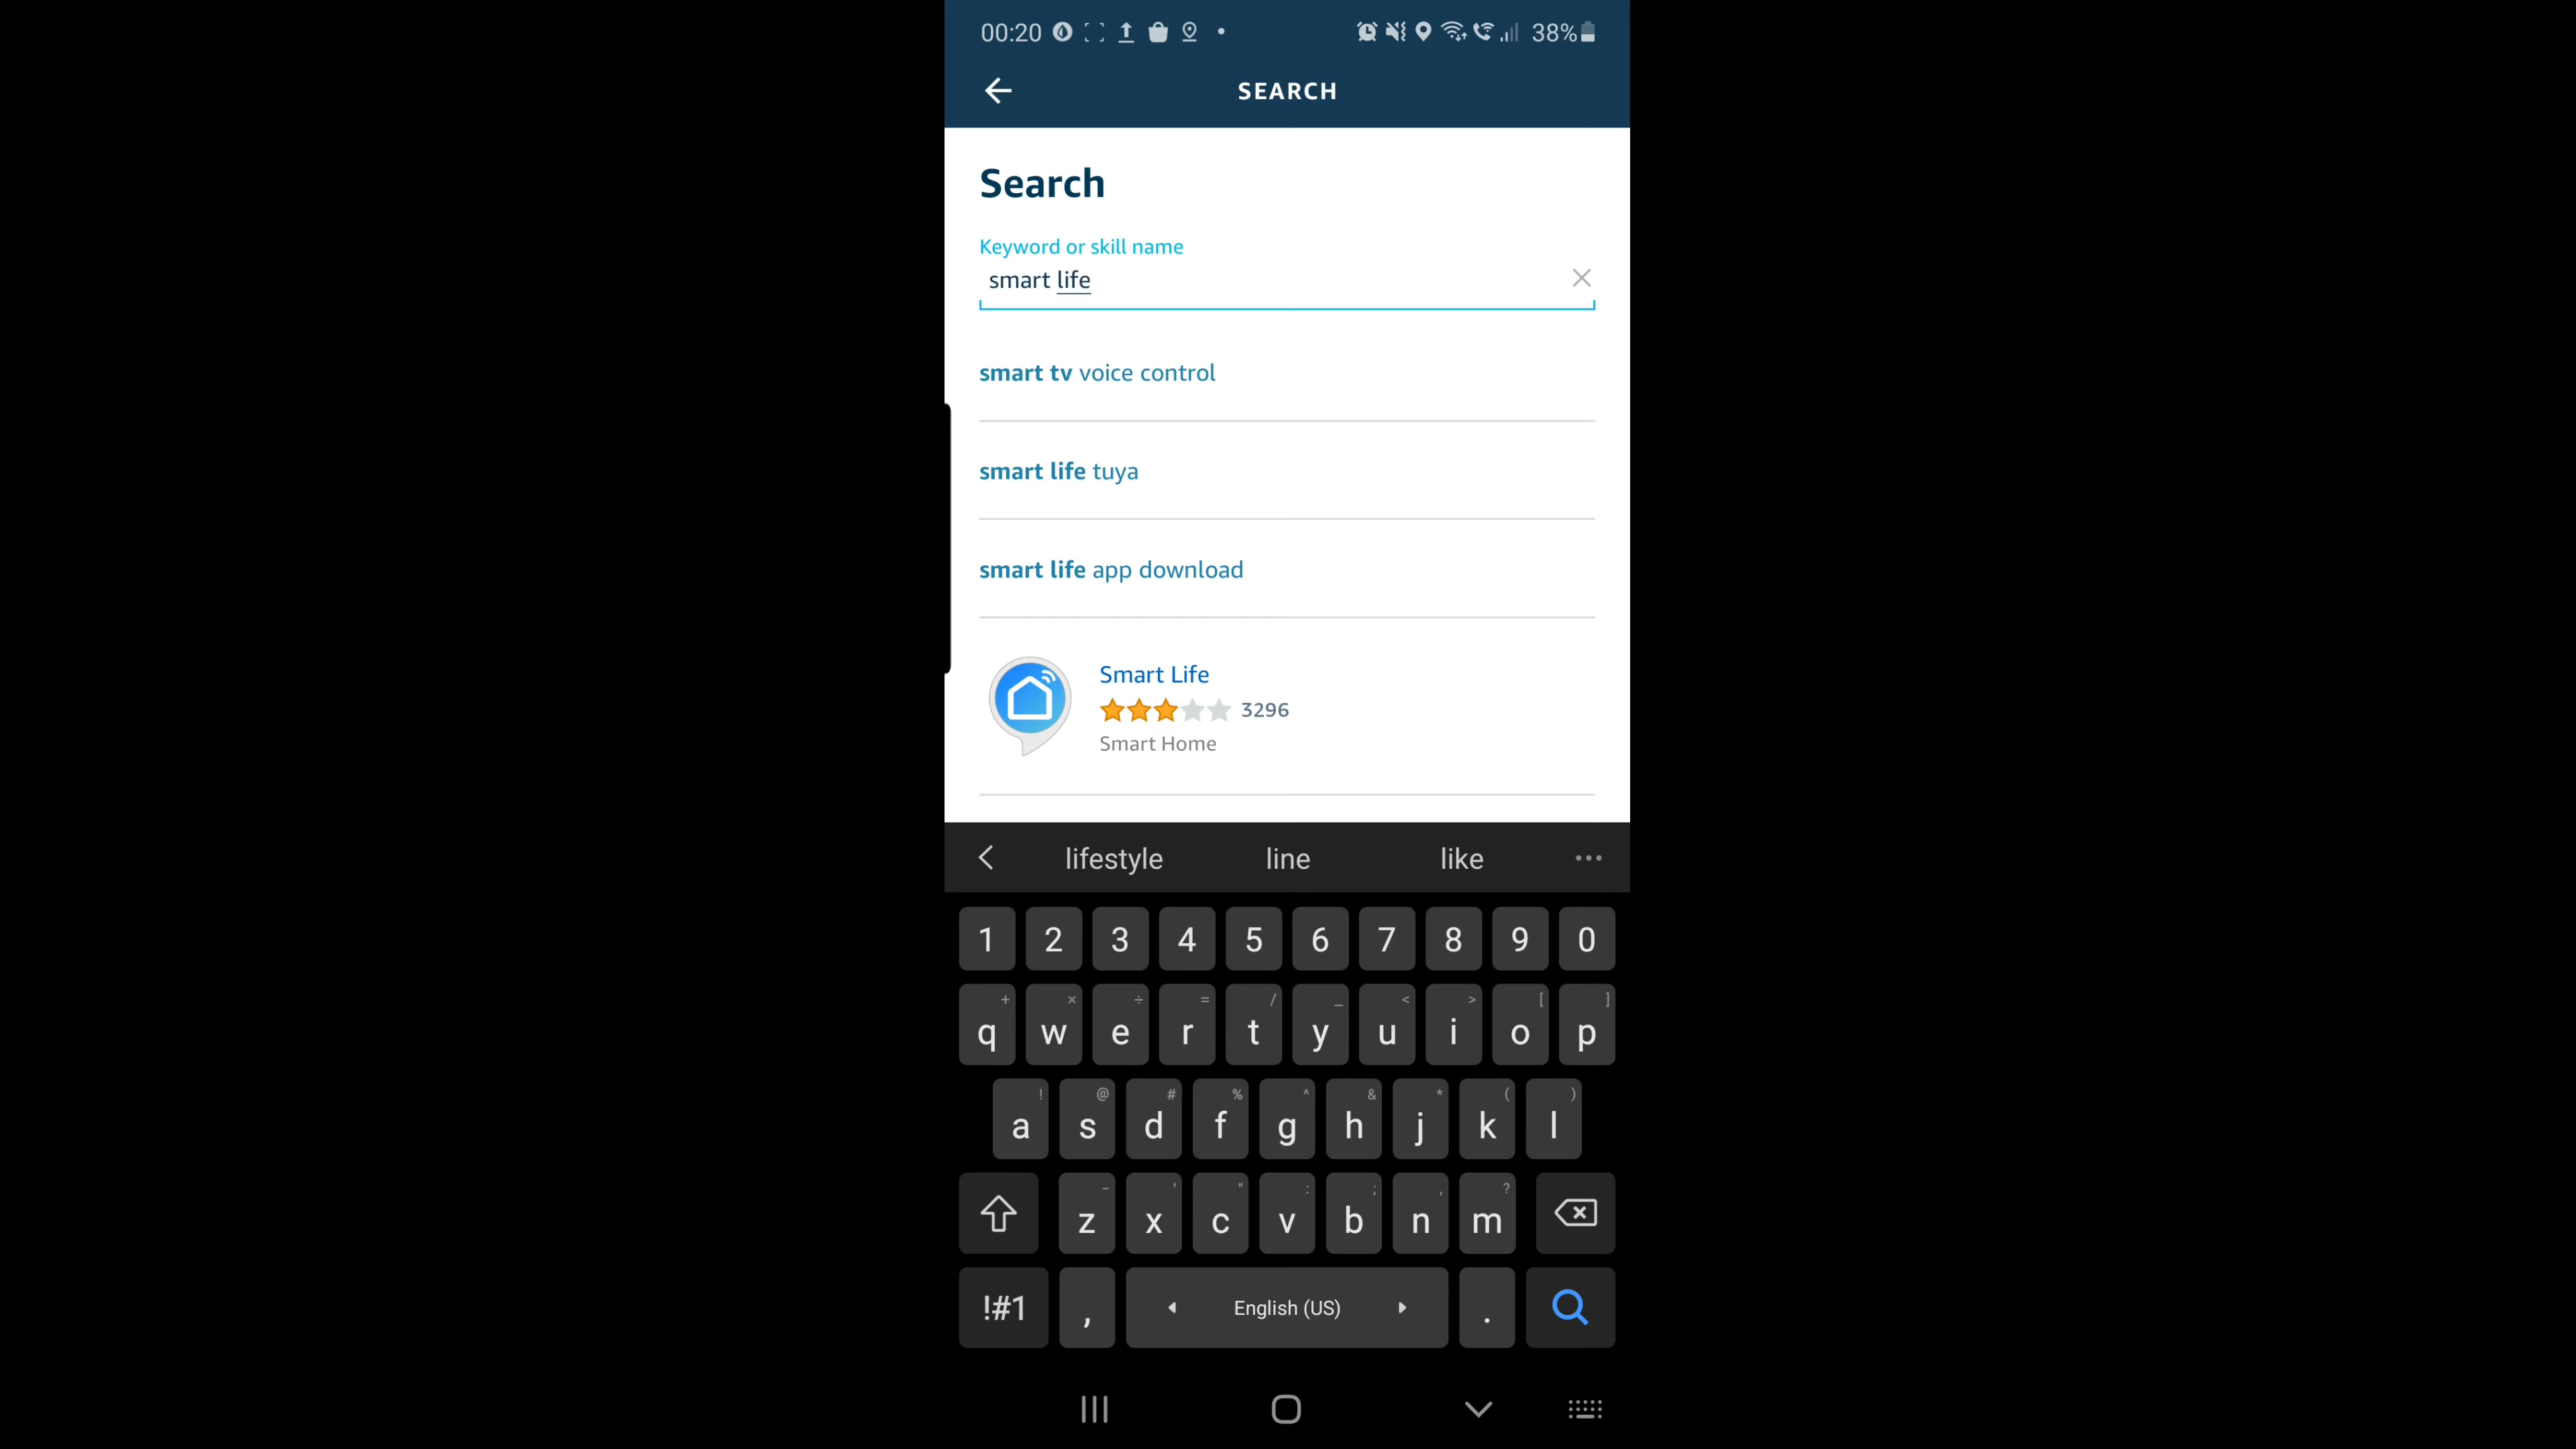 00:20 38%
SEARCH
Search
Keyword or skill name
smart life
smart tv voice control
smart life tuya
smart life app download
Smart Life
3296
Smart Home
lifestyle line like
1 2 3 4 5 6 7 8 9 0
+ × ÷ = / _ < > [ ]
q w e r t y u i o p
! @ # % ^ & * ( )
a s d f g h j k l
- ' " : ; , ?
z x c v b n m
!#1 , English (US) .